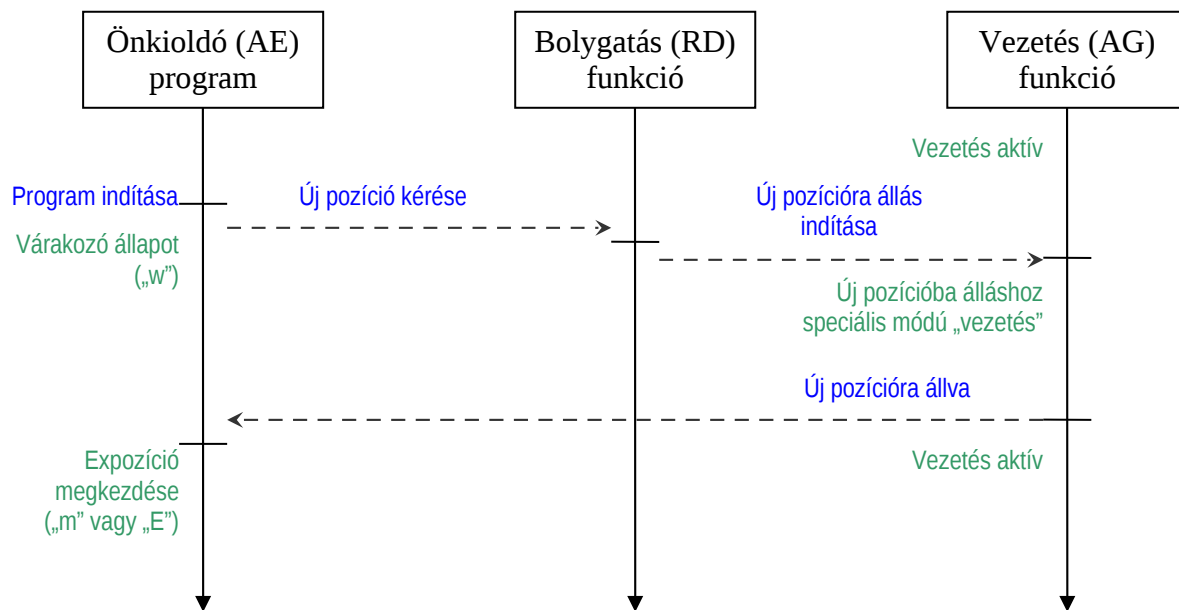 Önkioldó (AE)
program
Bolygatás (RD)
funkció
Vezetés (AG)
funkció
Vezetés aktív
Program indítása
Új pozíció kérése
Új pozícióra állás
indítása
Várakozó állapot
(„w”)
Új pozícióba álláshoz
speciális módú „vezetés”
Új pozícióra állva
Expozíció
megkezdése
(„m” vagy „E”)
Vezetés aktív